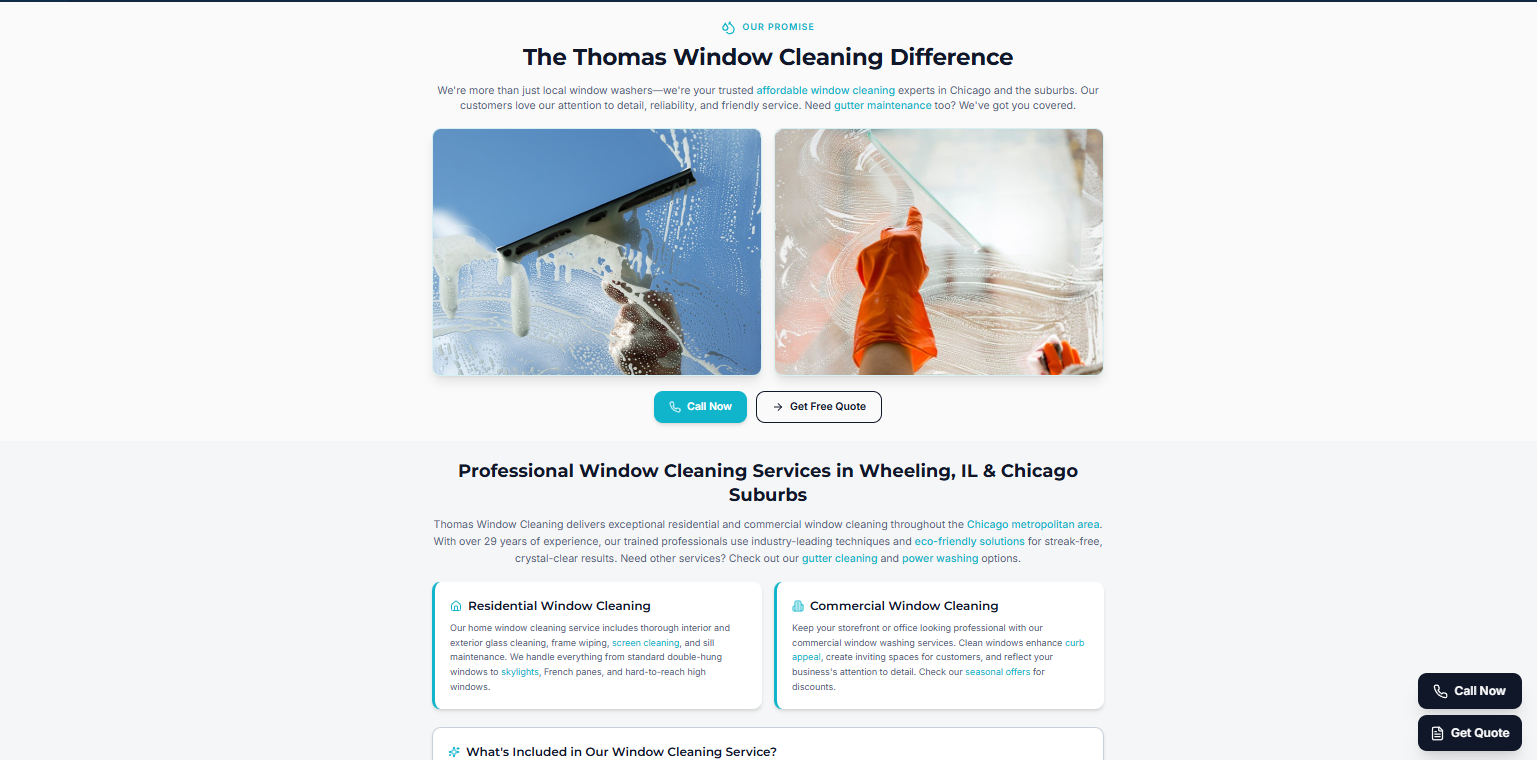 OUR PROMISE
The Thomas Window Cleaning Difference
We're more than just local window washers—we're your trusted affordable window cleaning experts in Chicago and the suburbs. Our
customers love our attention to detail, reliability, and friendly service. Need gutter maintenance too? We've got you covered.
Call Now
Get Free Quote
Professional Window Cleaning Services in Wheeling, IL & Chicago
Suburbs
Thomas Window Cleaning delivers exceptional residential and commercial window cleaning throughout the Chicago metropolitan area.
With over 29 years of experience, our trained professionals use industry-leading techniques and eco-friendly solutions for streak-free,
crystal-clear results. Need other services? Check out our gutter cleaning and power washing options.
Residential Window Cleaning
Our home window cleaning service includes thorough interior and
exterior glass cleaning, frame wiping, screen cleaning, and sill
maintenance. We handle everything from standard double-hung
windows to skylights, French panes, and hard-to-reach high
windows.
Commercial Window Cleaning
Keep your storefront or office looking professional with our
commercial window washing services. Clean windows enhance curb
appeal, create inviting spaces for customers, and reflect your
business's attention to detail. Check our seasonal offers for
discounts.
What's Included in Our Window Cleaning Service?
Call Now
Get Quote